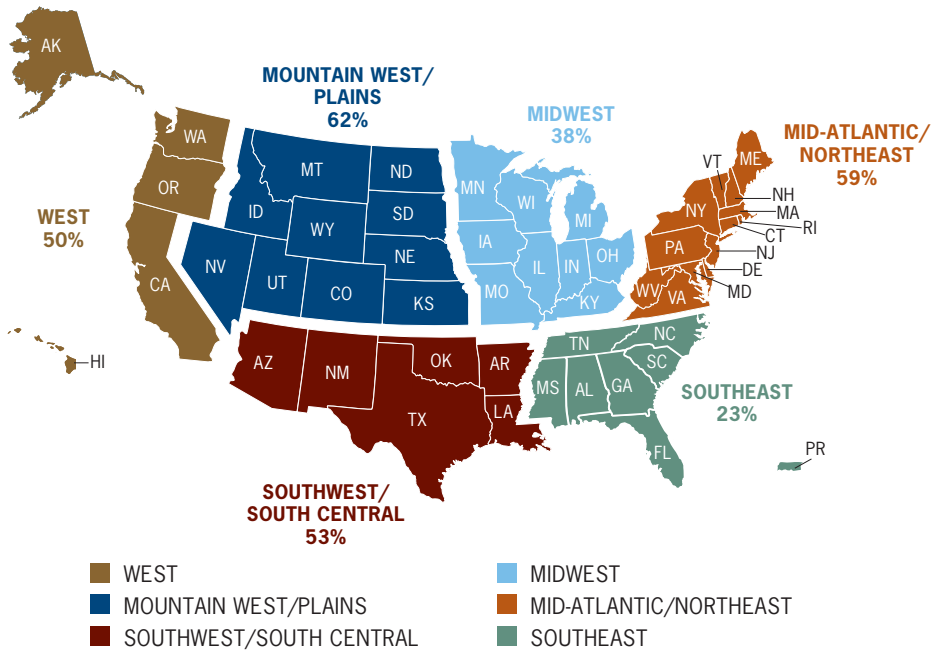 AK
MOUNTAIN WEST/
PLAINS
62%
MIDWEST
38%
MID-ATLANTIC/
NORTHEAST
59%
WEST
50%
WA
OR
CA
HI
MT
ND
ID
WY
SD
NE
NV
UT
CO
KS
MN
WI
MI
IA
IL
IN
OH
MO
KY
VT
ME
NH
MA
RI
CT
NY
PA
NJ
DE
MD
WV
VA
AZ
NM
OK
AR
TX
LA
TN
NC
SC
MS
AL
GA
FL
SOUTHEAST
23%
PR
SOUTHWEST/
SOUTH CENTRAL
53%
WEST
MOUNTAIN WEST/PLAINS
SOUTHWEST/SOUTH CENTRAL
MIDWEST
MID-ATLANTIC/NORTHEAST
SOUTHEAST